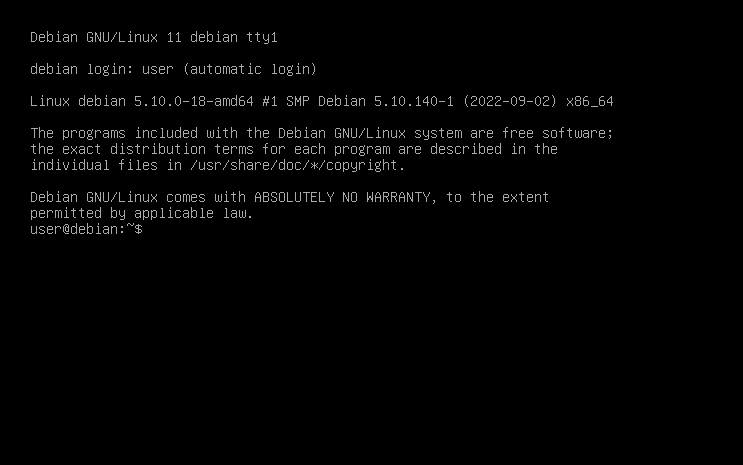 Debian GNU/Linux 11 debian tty1
debian login: user (automatic login)
Linux debian 5.10.0-18-amd64 #1 SMP Debian 5.10.140-1 (2022-09-02) x86_64
The programs included with the Debian GNU/Linux system are free software;
the exact distribution terms for each program are described in the
individual files in /usr/share/doc/*/copyright.
Debian GNU/Linux comes with ABSOLUTELY NO WARRANTY, to the extent
permitted by applicable law.
user@debian:~$